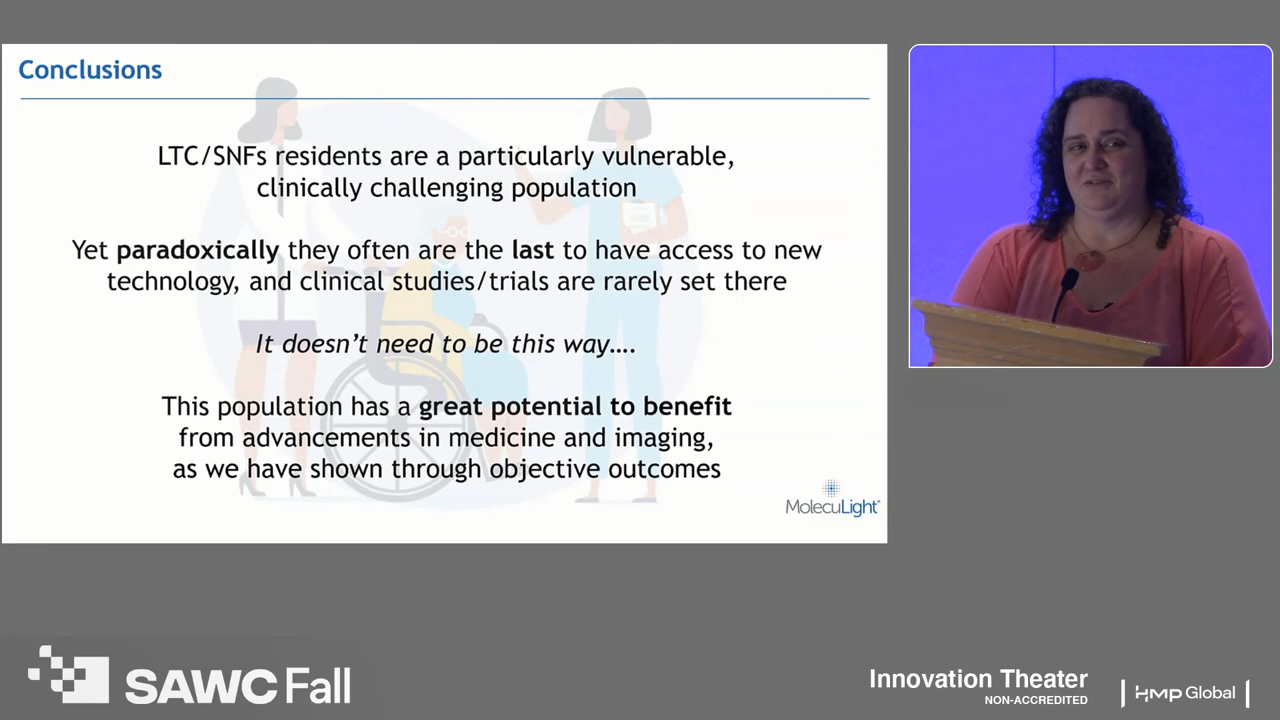 Conclusions
LTC/SNFs residents are a particularly vulnerable,
clinically challenging population
Yet paradoxically they often are the last to have access to new
technology, and clinical studies/trials are rarely set there
It doesn’t need to be this way….
This population has a great potential to benefit
from advancements in medicine and imaging,
as we have shown through objective outcomes
MolecuLight®
SAWC Fall
Innovation Theater
NON-ACCREDITED
HMP Global